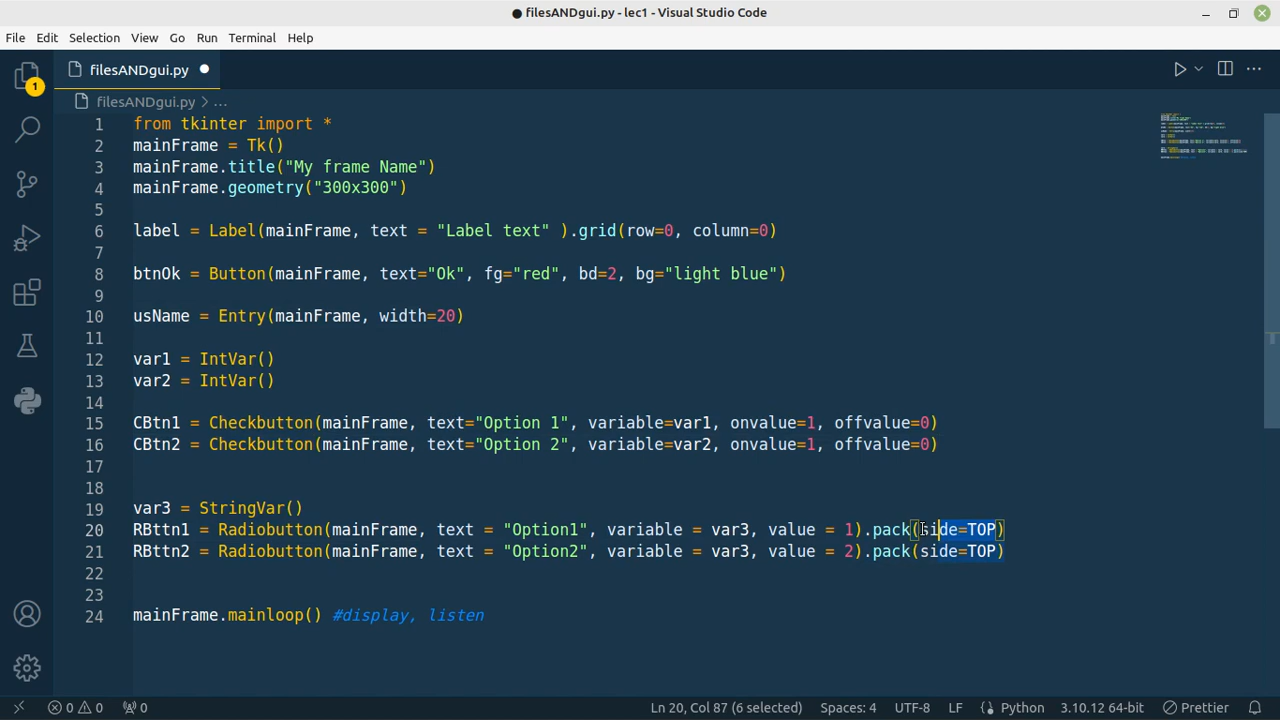 filesANDgui.py - lec1 - Visual Studio Code
File Edit Selection View Go Run Terminal Help
filesANDgui.py
1
filesANDgui.py > ...
1 from tkinter import *
2 mainFrame = Tk()
3 mainFrame.title("My frame Name")
4 mainFrame.geometry("300x300")
5
6 label = Label(mainFrame, text = "Label text" ).grid(row=0, column=0)
7
8 btnOk = Button(mainFrame, text="Ok", fg="red", bd=2, bg="light blue")
9
10 usName = Entry(mainFrame, width=20)
11
12 var1 = IntVar()
13 var2 = IntVar()
14
15 CBtn1 = Checkbutton(mainFrame, text="Option 1", variable=var1, onvalue=1, offvalue=0)
16 CBtn2 = Checkbutton(mainFrame, text="Option 2", variable=var2, onvalue=1, offvalue=0)
17
18
19 var3 = StringVar()
20 RBttn1 = Radiobutton(mainFrame, text = "Option1", variable = var3, value = 1).pack(side=TOP)
21 RBttn2 = Radiobutton(mainFrame, text = "Option2", variable = var3, value = 2).pack(side=TOP)
22
23
24 mainFrame.mainloop() #display, listen
0 0 0 Ln 20, Col 87 (6 selected) Spaces: 4 UTF-8 LF Python 3.10.12 64-bit Prettier